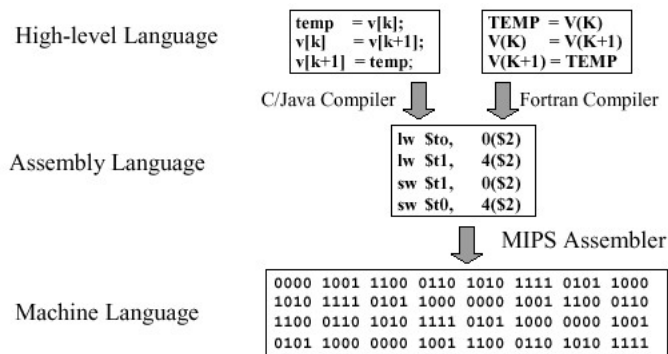 High-level Language
temp = v[k];
v[k] = v[k+1];
v[k+1] = temp;
TEMP = V(K)
V(K) = V(K+1)
V(K+1) = TEMP
C/Java Compiler
Fortran Compiler
Assembly Language
lw $to, 0($2)
lw $t1, 4($2)
sw $t1, 0($2)
sw $t0, 4($2)
MIPS Assembler
Machine Language
0000 1001 1100 0110 1010 1111 0101 1000
1010 1111 0101 1000 0000 1001 1100 0110
1100 0110 1010 1111 0101 1000 0000 1001
0101 1000 0000 1001 1100 0110 1010 1111